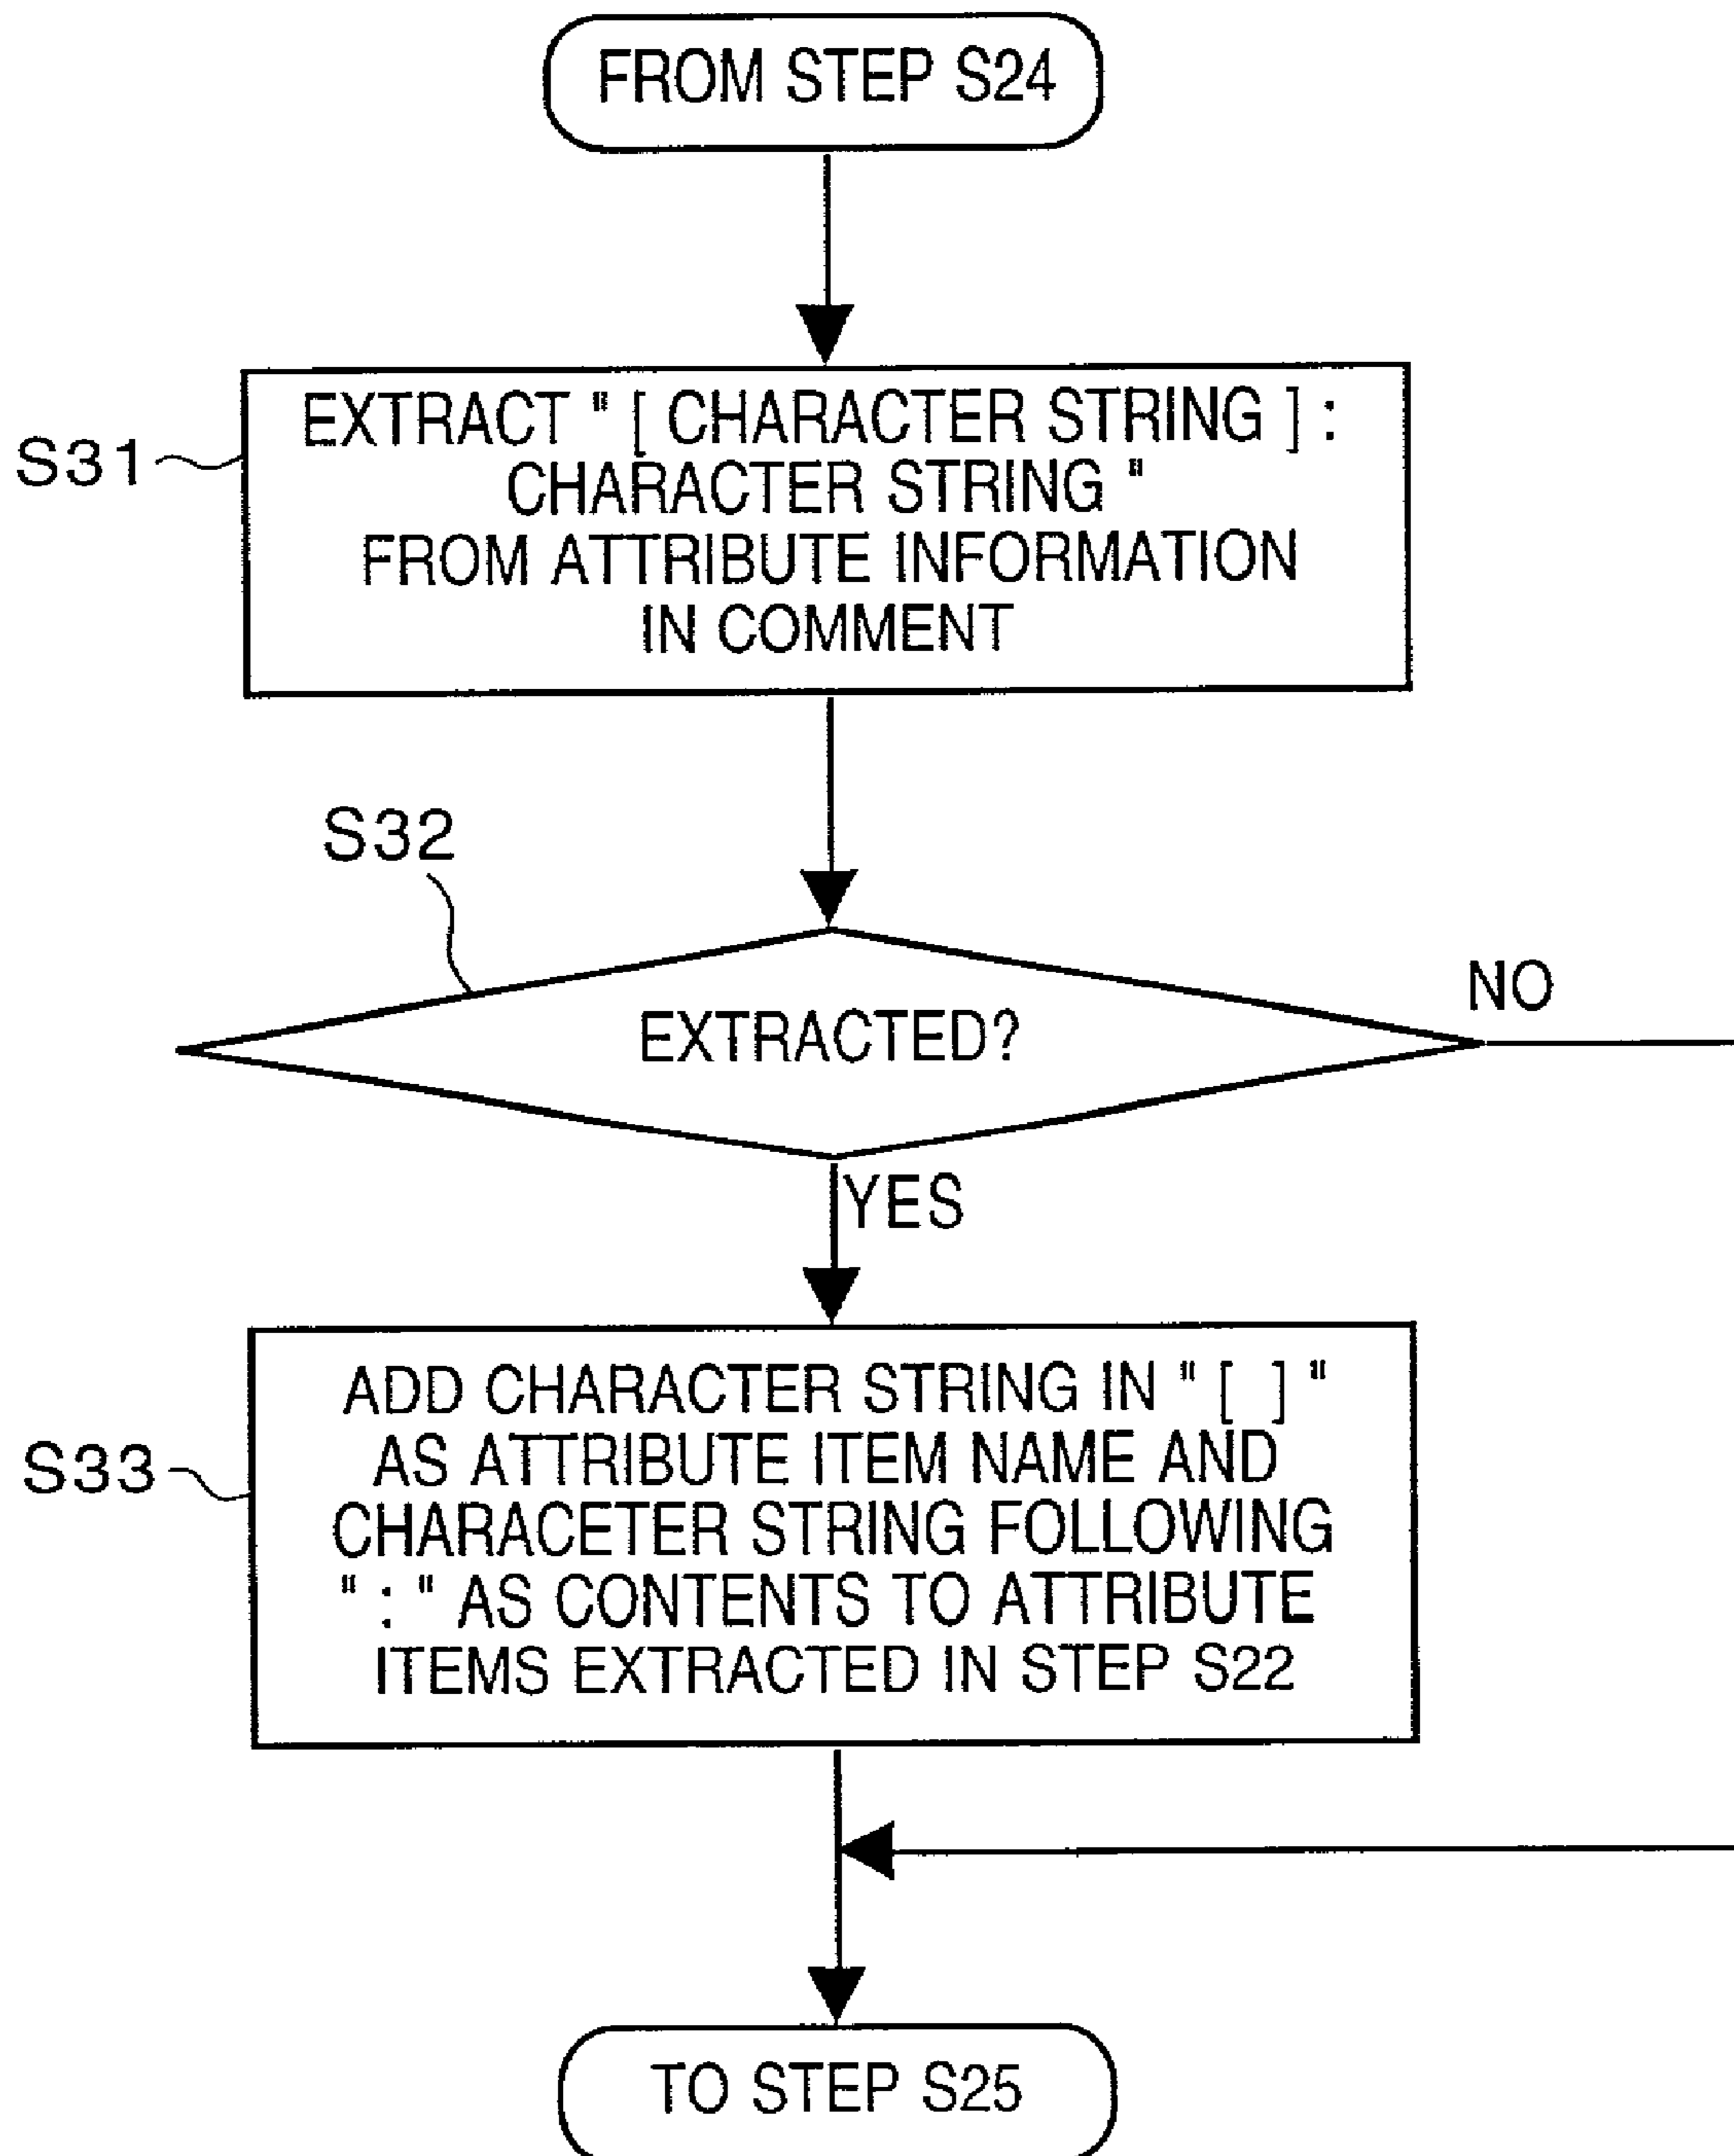 FROM STEP S24
S31
EXTRACT " [ CHARACTER STRING ] :
CHARACTER STRING "
FROM ATTRIBUTE INFORMATION
IN COMMENT
S32
EXTRACTED?
NO
YES
S33
ADD CHARACTER STRING IN " [ ] "
AS ATTRIBUTE ITEM NAME AND
CHARACETER STRING FOLLOWING
" : " AS CONTENTS TO ATTRIBUTE
ITEMS EXTRACTED IN STEP S22
TO STEP S25